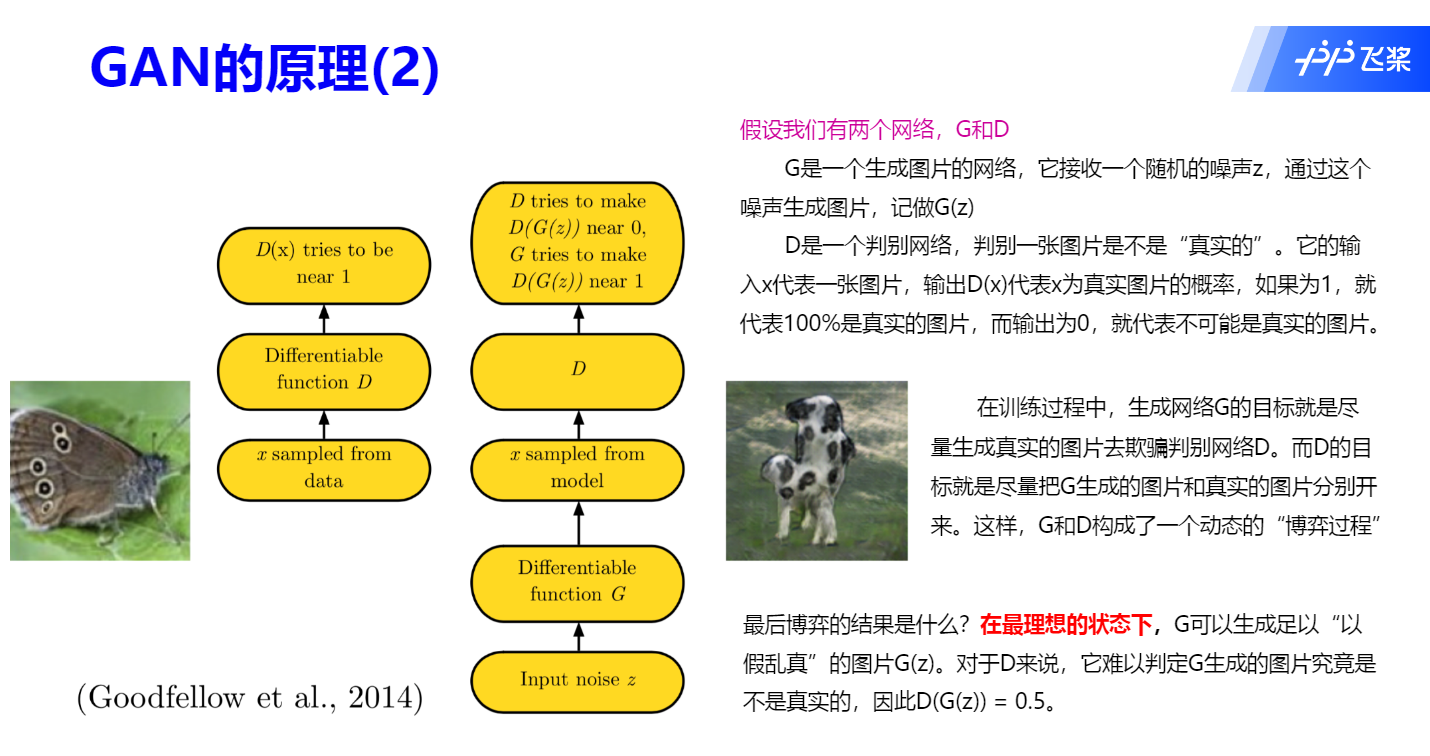 GAN的原理(2)
飞桨
D(x) tries to be
near 1
Differentiable
function D
x sampled from
data
D tries to make
D(G(z)) near 0,
G tries to make
D(G(z)) near 1
D
x sampled from
model
Differentiable
function G
Input noise z
(Goodfellow et al., 2014)
假设我们有两个网络，G和D
G是一个生成图片的网络，它接收一个随机的噪声z，通过这个
噪声生成图片，记做G(z)
D是一个判别网络，判别一张图片是不是“真实的”。它的输
入x代表一张图片，输出D(x)代表x为真实图片的概率，如果为1，就
代表100%是真实的图片，而输出为0，就代表不可能是真实的图片。
在训练过程中，生成网络G的目标就是尽
量生成真实的图片去欺骗判别网络D。而D的目
标就是尽量把G生成的图片和真实的图片分别开
来。这样，G和D构成了一个动态的“博弈过程”
最后博弈的结果是什么？在最理想的状态下，G可以生成足以“以
假乱真”的图片G(z)。对于D来说，它难以判定G生成的图片究竟是
不是真实的，因此D(G(z)) = 0.5。